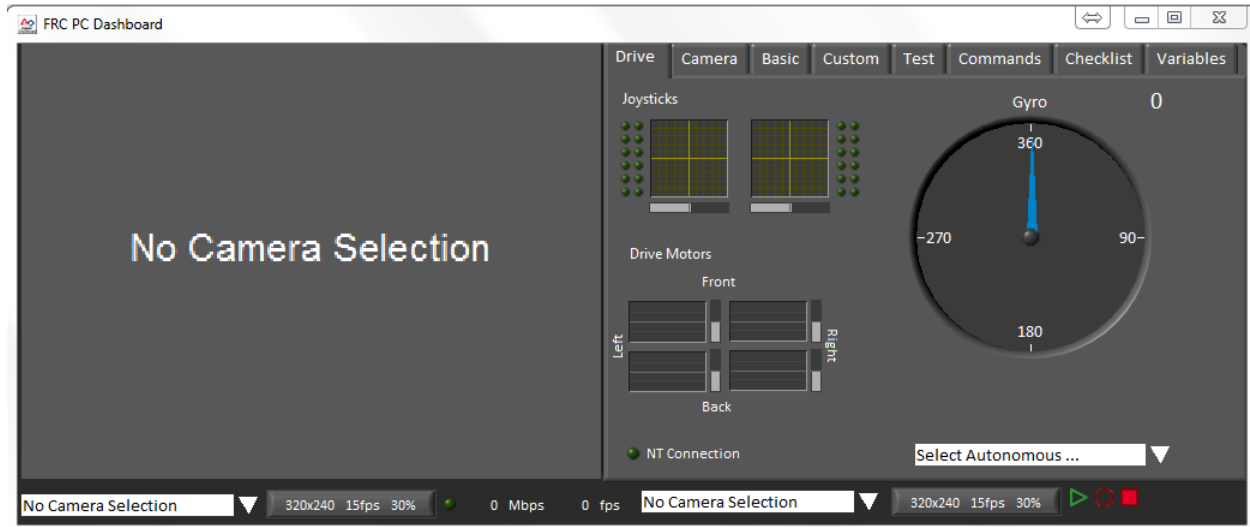 FRC PC Dashboard
Drive Camera Basic Custom Test Commands Checklist Variables
Joysticks
Gyro 0
360
270 90
180
No Camera Selection
Drive Motors
Front
Left Right
Back
NT Connection
Select Autonomous ...
No Camera Selection 320x240 15fps 30% 0 Mbps 0 fps No Camera Selection 320x240 15fps 30%